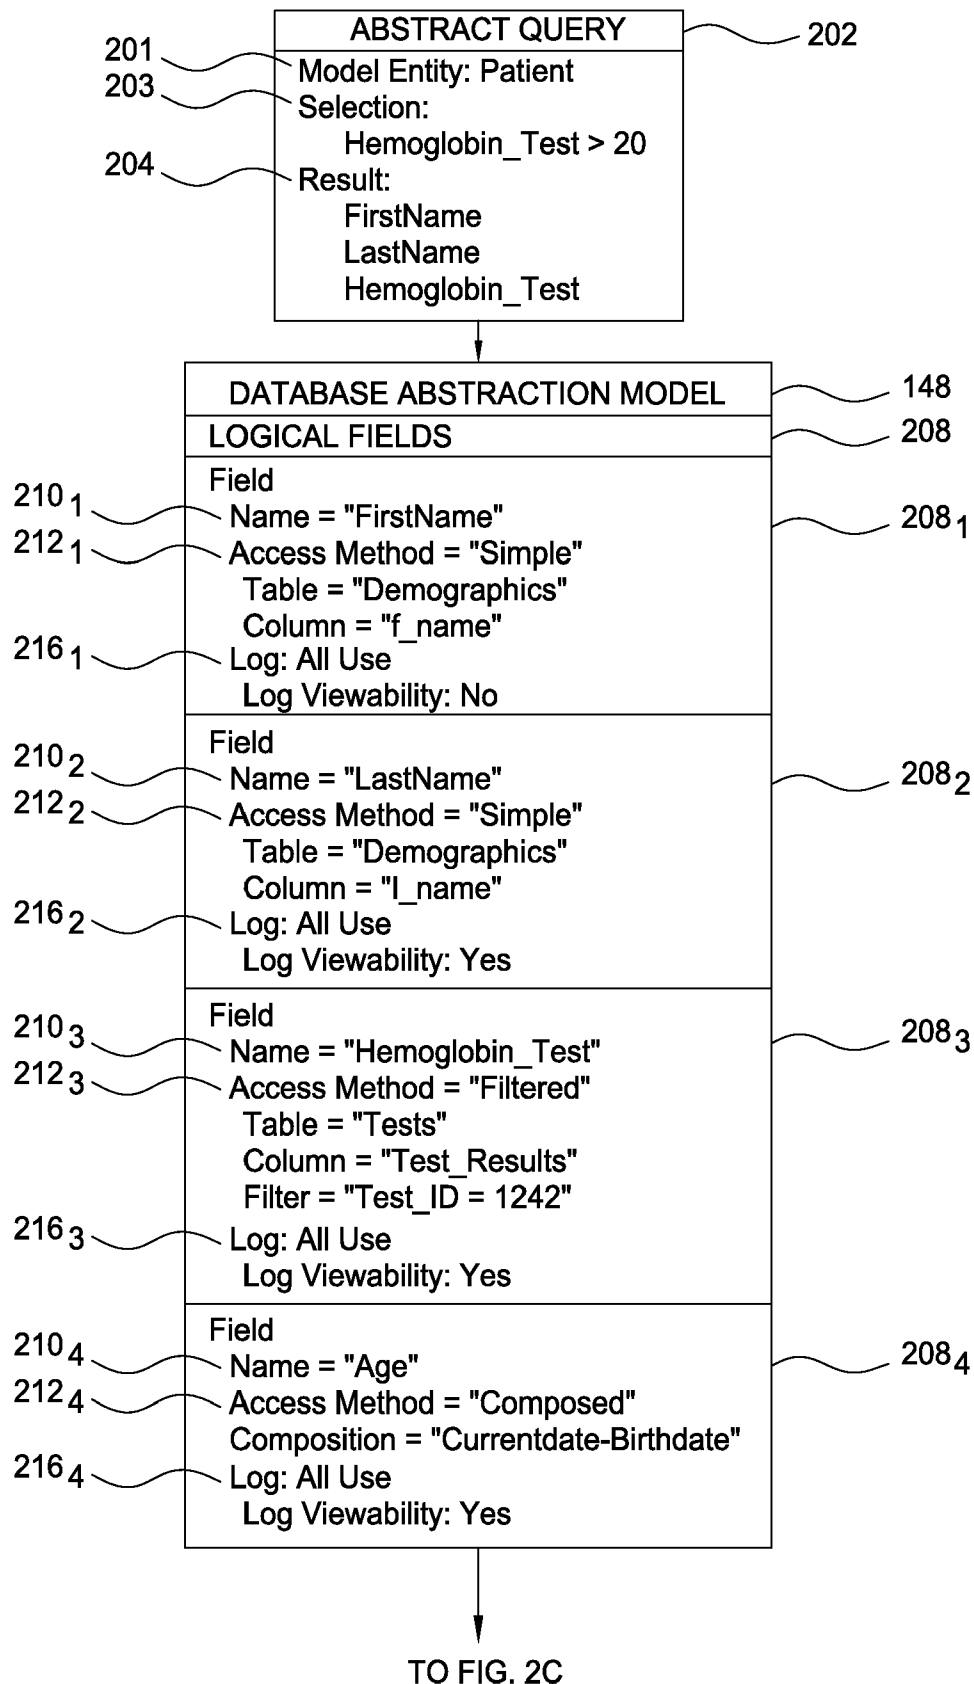 ABSTRACT QUERY
202
201
Model Entity: Patient
203
Selection:
Hemoglobin_Test > 20
204
Result:
FirstName
LastName
Hemoglobin_Test
DATABASE ABSTRACTION MODEL
148
LOGICAL FIELDS
208
Field
210 1
Name = "FirstName"
208 1
212 1
Access Method = "Simple"
Table = "Demographics"
Column = "f_name"
216 1
Log: All Use
Log Viewability: No
Field
210 2
Name = "LastName"
208 2
212 2
Access Method = "Simple"
Table = "Demographics"
Column = "l_name"
216 2
Log: All Use
Log Viewability: Yes
Field
210 3
Name = "Hemoglobin_Test"
208 3
212 3
Access Method = "Filtered"
Table = "Tests"
Column = "Test_Results"
Filter = "Test_ID = 1242"
216 3
Log: All Use
Log Viewability: Yes
Field
210 4
Name = "Age"
208 4
212 4
Access Method = "Composed"
Composition = "Currentdate-Birthdate"
216 4
Log: All Use
Log Viewability: Yes
TO FIG. 2C